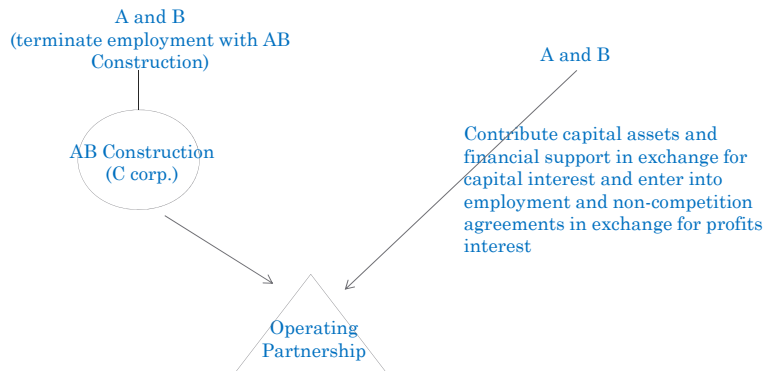 A and B
(terminate employment with AB
Construction)
A and B
AB Construction
(C corp.)
Contribute capital assets and
financial support in exchange for
capital interest and enter into
employment and non-competition
agreements in exchange for profits
interest
Operating
Partnership